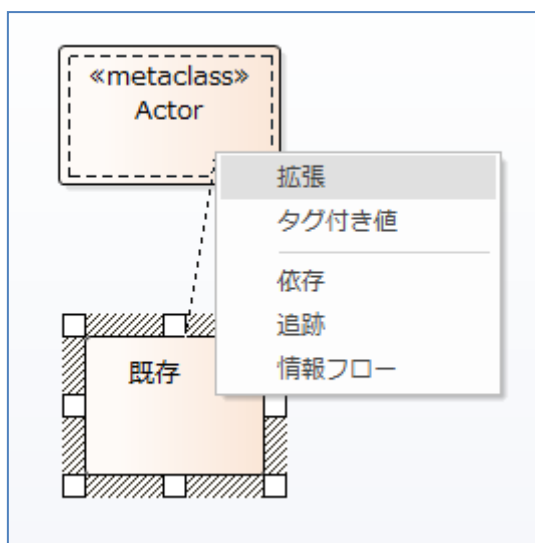 «metaclass»
Actor
拡張
タグ付き値
依存
追跡
情報フロー
既存